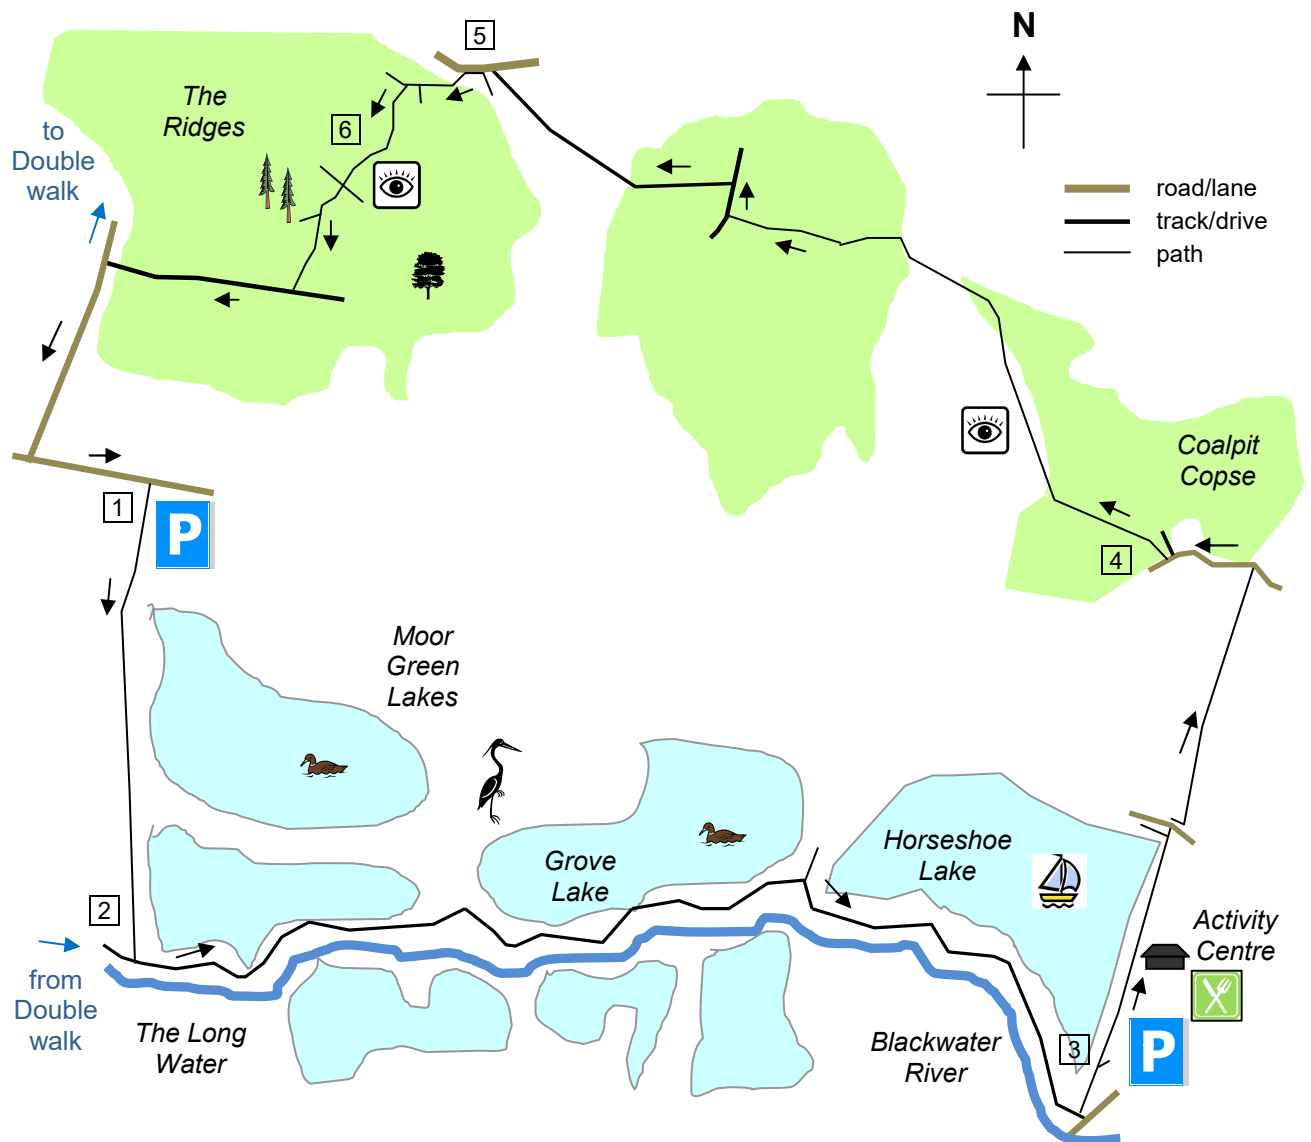 5
N
The
Ridges
to
Double
walk
6
road/lane
track/drive
path
Coalpit
Copse
1
P
4
Moor
Green
Lakes
Grove
Lake
Horseshoe
Lake
2
Activity
Centre
from
Double
walk
The Long
Water
Blackwater
River
3
P